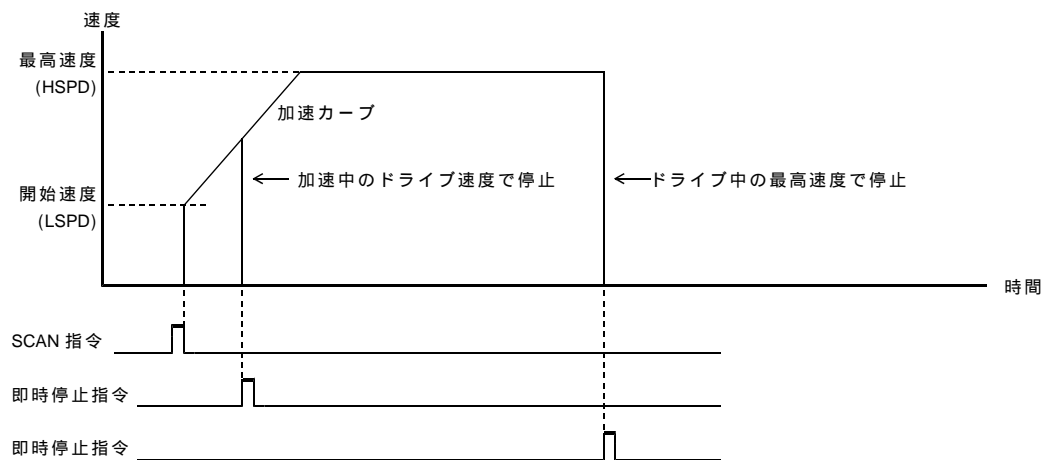 速度
最高速度
(HSPD)
加速カーブ
加速中のドライブ速度で停止
ドライブ中の最高速度で停止
開始速度
(LSPD)
時間
SCAN 指令
即時停止指令
即時停止指令